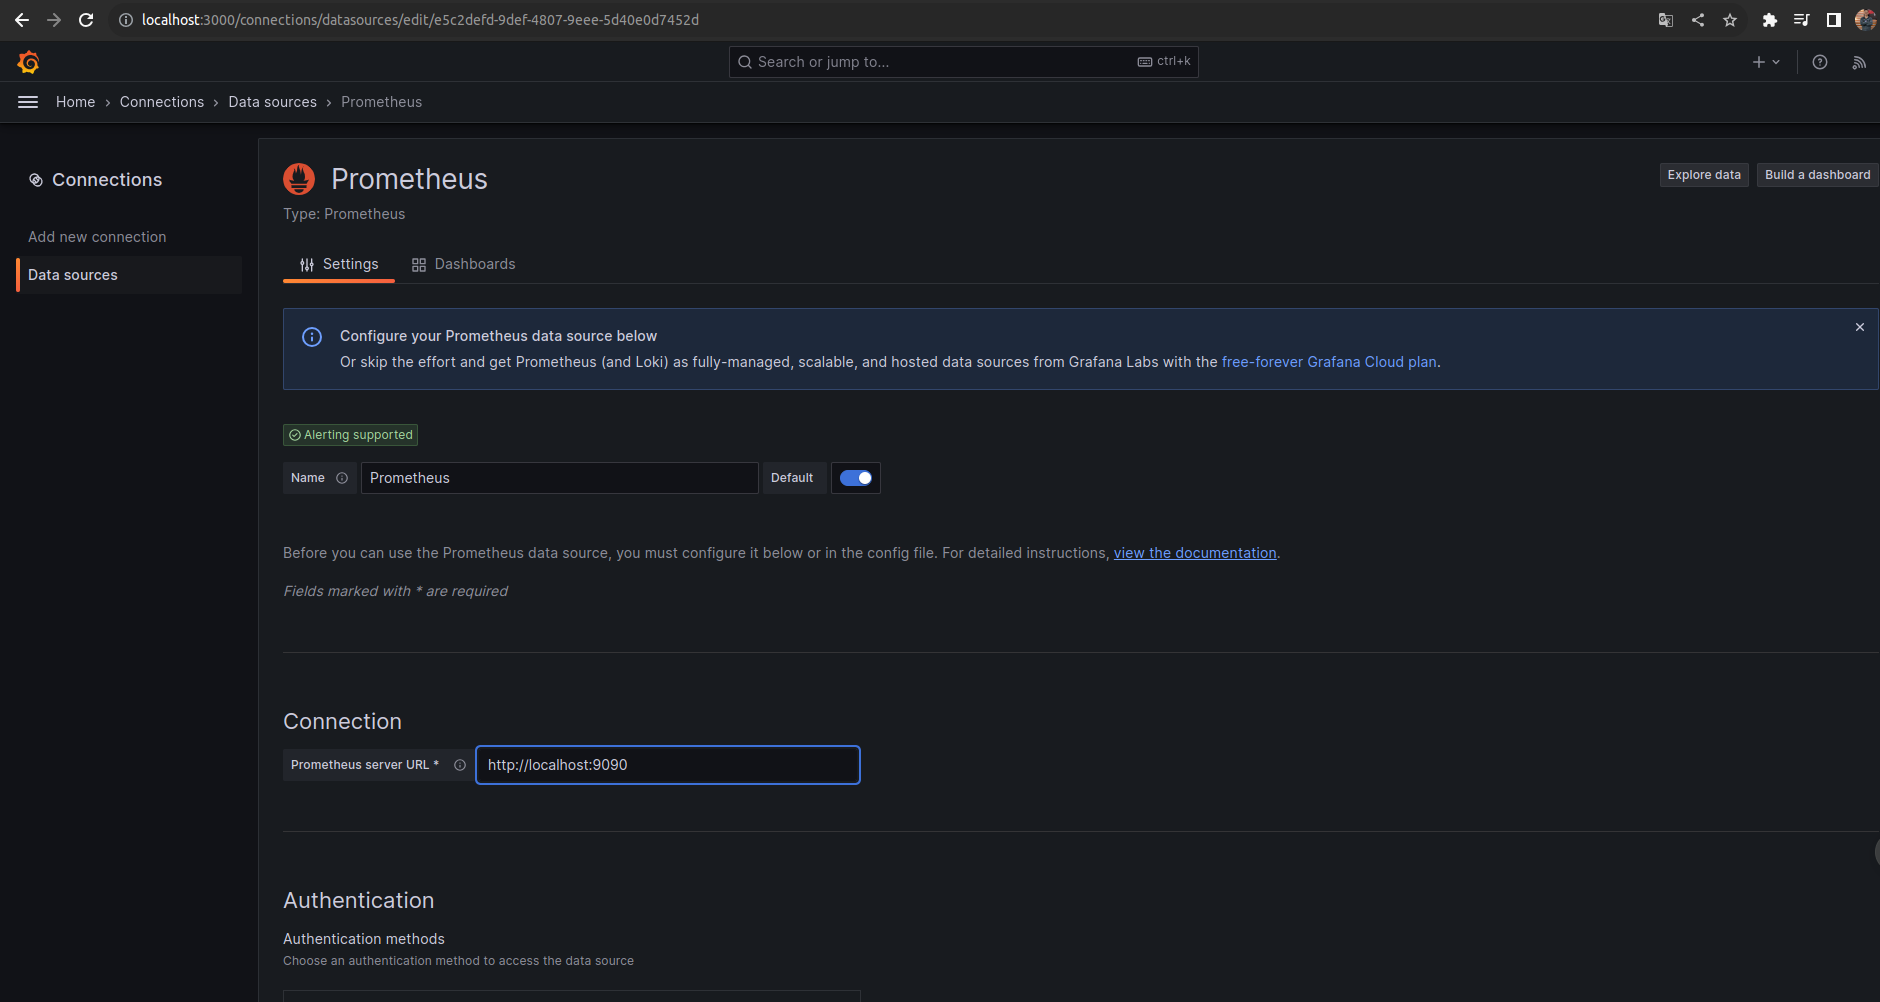 localhost:3000/connections/datasources/edit/e5c2defd-9def-4807-9eee-5d40e0d7452d
Search or jump to...
ctrl+k
Home › Connections › Data sources › Prometheus
Connections
Add new connection
Data sources
Prometheus
Explore data
Build a dashboard
Type: Prometheus
Settings
Dashboards
Configure your Prometheus data source below
Or skip the effort and get Prometheus (and Loki) as fully-managed, scalable, and hosted data sources from Grafana Labs with the free-forever Grafana Cloud plan.
Alerting supported
Name
Prometheus
Default
Before you can use the Prometheus data source, you must configure it below or in the config file. For detailed instructions, view the documentation.
Fields marked with * are required
Connection
Prometheus server URL *
http://localhost:9090
Authentication
Authentication methods
Choose an authentication method to access the data source